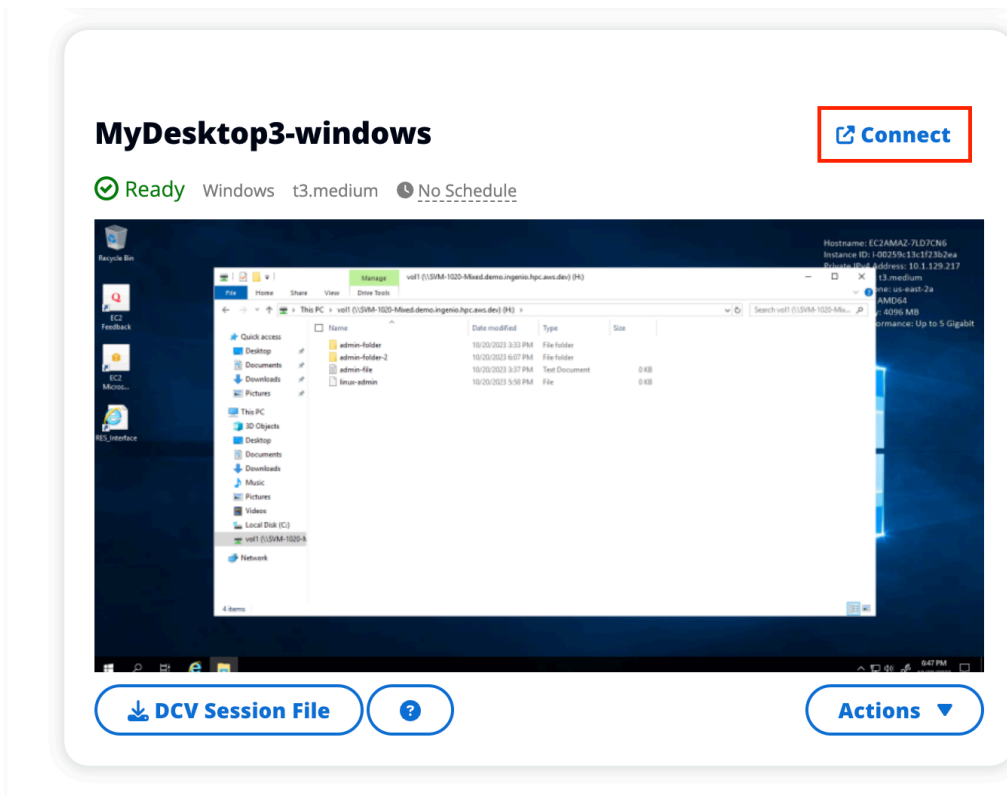 MyDesktop3-windows
Connect
Ready Windows t3.medium No Schedule
Recycle Bin
EC2 Feedback
EC2 Micros...
RES_Interface
Hostname: EC2AMAZ-7LD7CN6
Instance ID: i-00259c13c1f23b2ea
Private IPv4 Address: 10.1.129.217
t3.medium
one: us-east-2a
AMD64
y: 4096 MB
ormance: Up to 5 Gigabit
Manage vol1 (\\SVM-1020-Mixed.demo.ingenio.hpc.aws.dev) (H:)
File Home Share View Drive Tools
This PC › vol1 (\\SVM-1020-Mixed.demo.ingenio.hpc.aws.dev) (H:) ›
Search vol1 (\\SVM-1020-Mix...
Name Date modified Type Size
admin-folder 10/20/2023 3:33 PM File folder
admin-folder-2 10/20/2023 6:07 PM File folder
admin-file 10/20/2023 3:37 PM Text Document 0 KB
linux-admin 10/20/2023 5:58 PM File 0 KB
Quick access
Desktop
Documents
Downloads
Pictures
This PC
3D Objects
Desktop
Documents
Downloads
Music
Pictures
Videos
Local Disk (C:)
vol1 (\\SVM-1020-M
Network
4 items
6:47 PM
DCV Session File
?
Actions